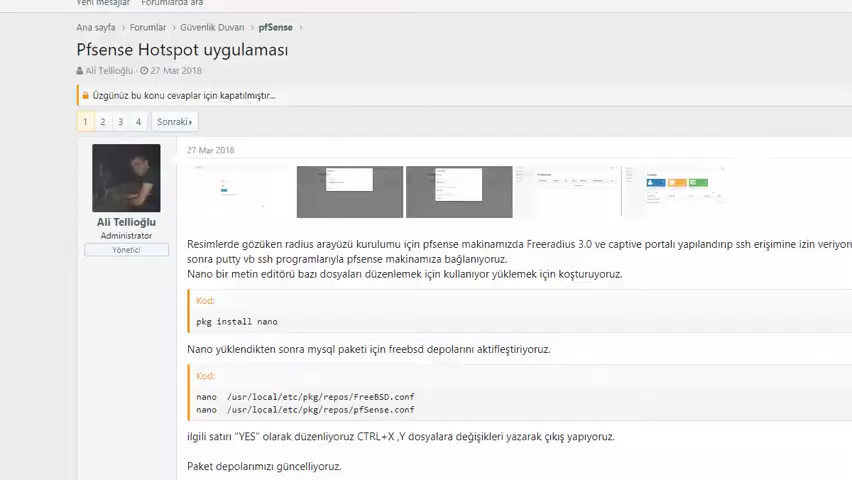 Yeni mesajlar Forumlarda ara
Ana sayfa › Forumlar › Güvenlik Duvarı › pfSense ›
Pfsense Hotspot uygulaması
Ali Tellioğlu · 27 Mar 2018
Üzgünüz bu konu cevaplar için kapatılmıştır...
1 2 3 4 Sonraki
27 Mar 2018
Ali Tellioğlu
Administrator
Yönetici
Resimlerde gözüken radius arayüzü kurulumu için pfsense makinamızda Freeradius 3.0 ve captive portalı yapılandırıp ssh erişimine izin veriyoru
sonra putty vb ssh programlarıyla pfsense makinamıza bağlanıyoruz.
Nano bir metin editörü bazı dosyaları düzenlemek için kullanıyor yüklemek için koşturuyoruz.
Kod:
pkg install nano
Nano yüklendikten sonra mysql paketi için freebsd depolarını aktifleştiriyoruz.
Kod:
nano /usr/local/etc/pkg/repos/FreeBSD.conf
nano /usr/local/etc/pkg/repos/pfSense.conf
ilgili satırı "YES" olarak düzenliyoruz CTRL+X ,Y dosyalara değişikleri yazarak çıkış yapıyoruz.
Paket depolarımızı güncelliyoruz.